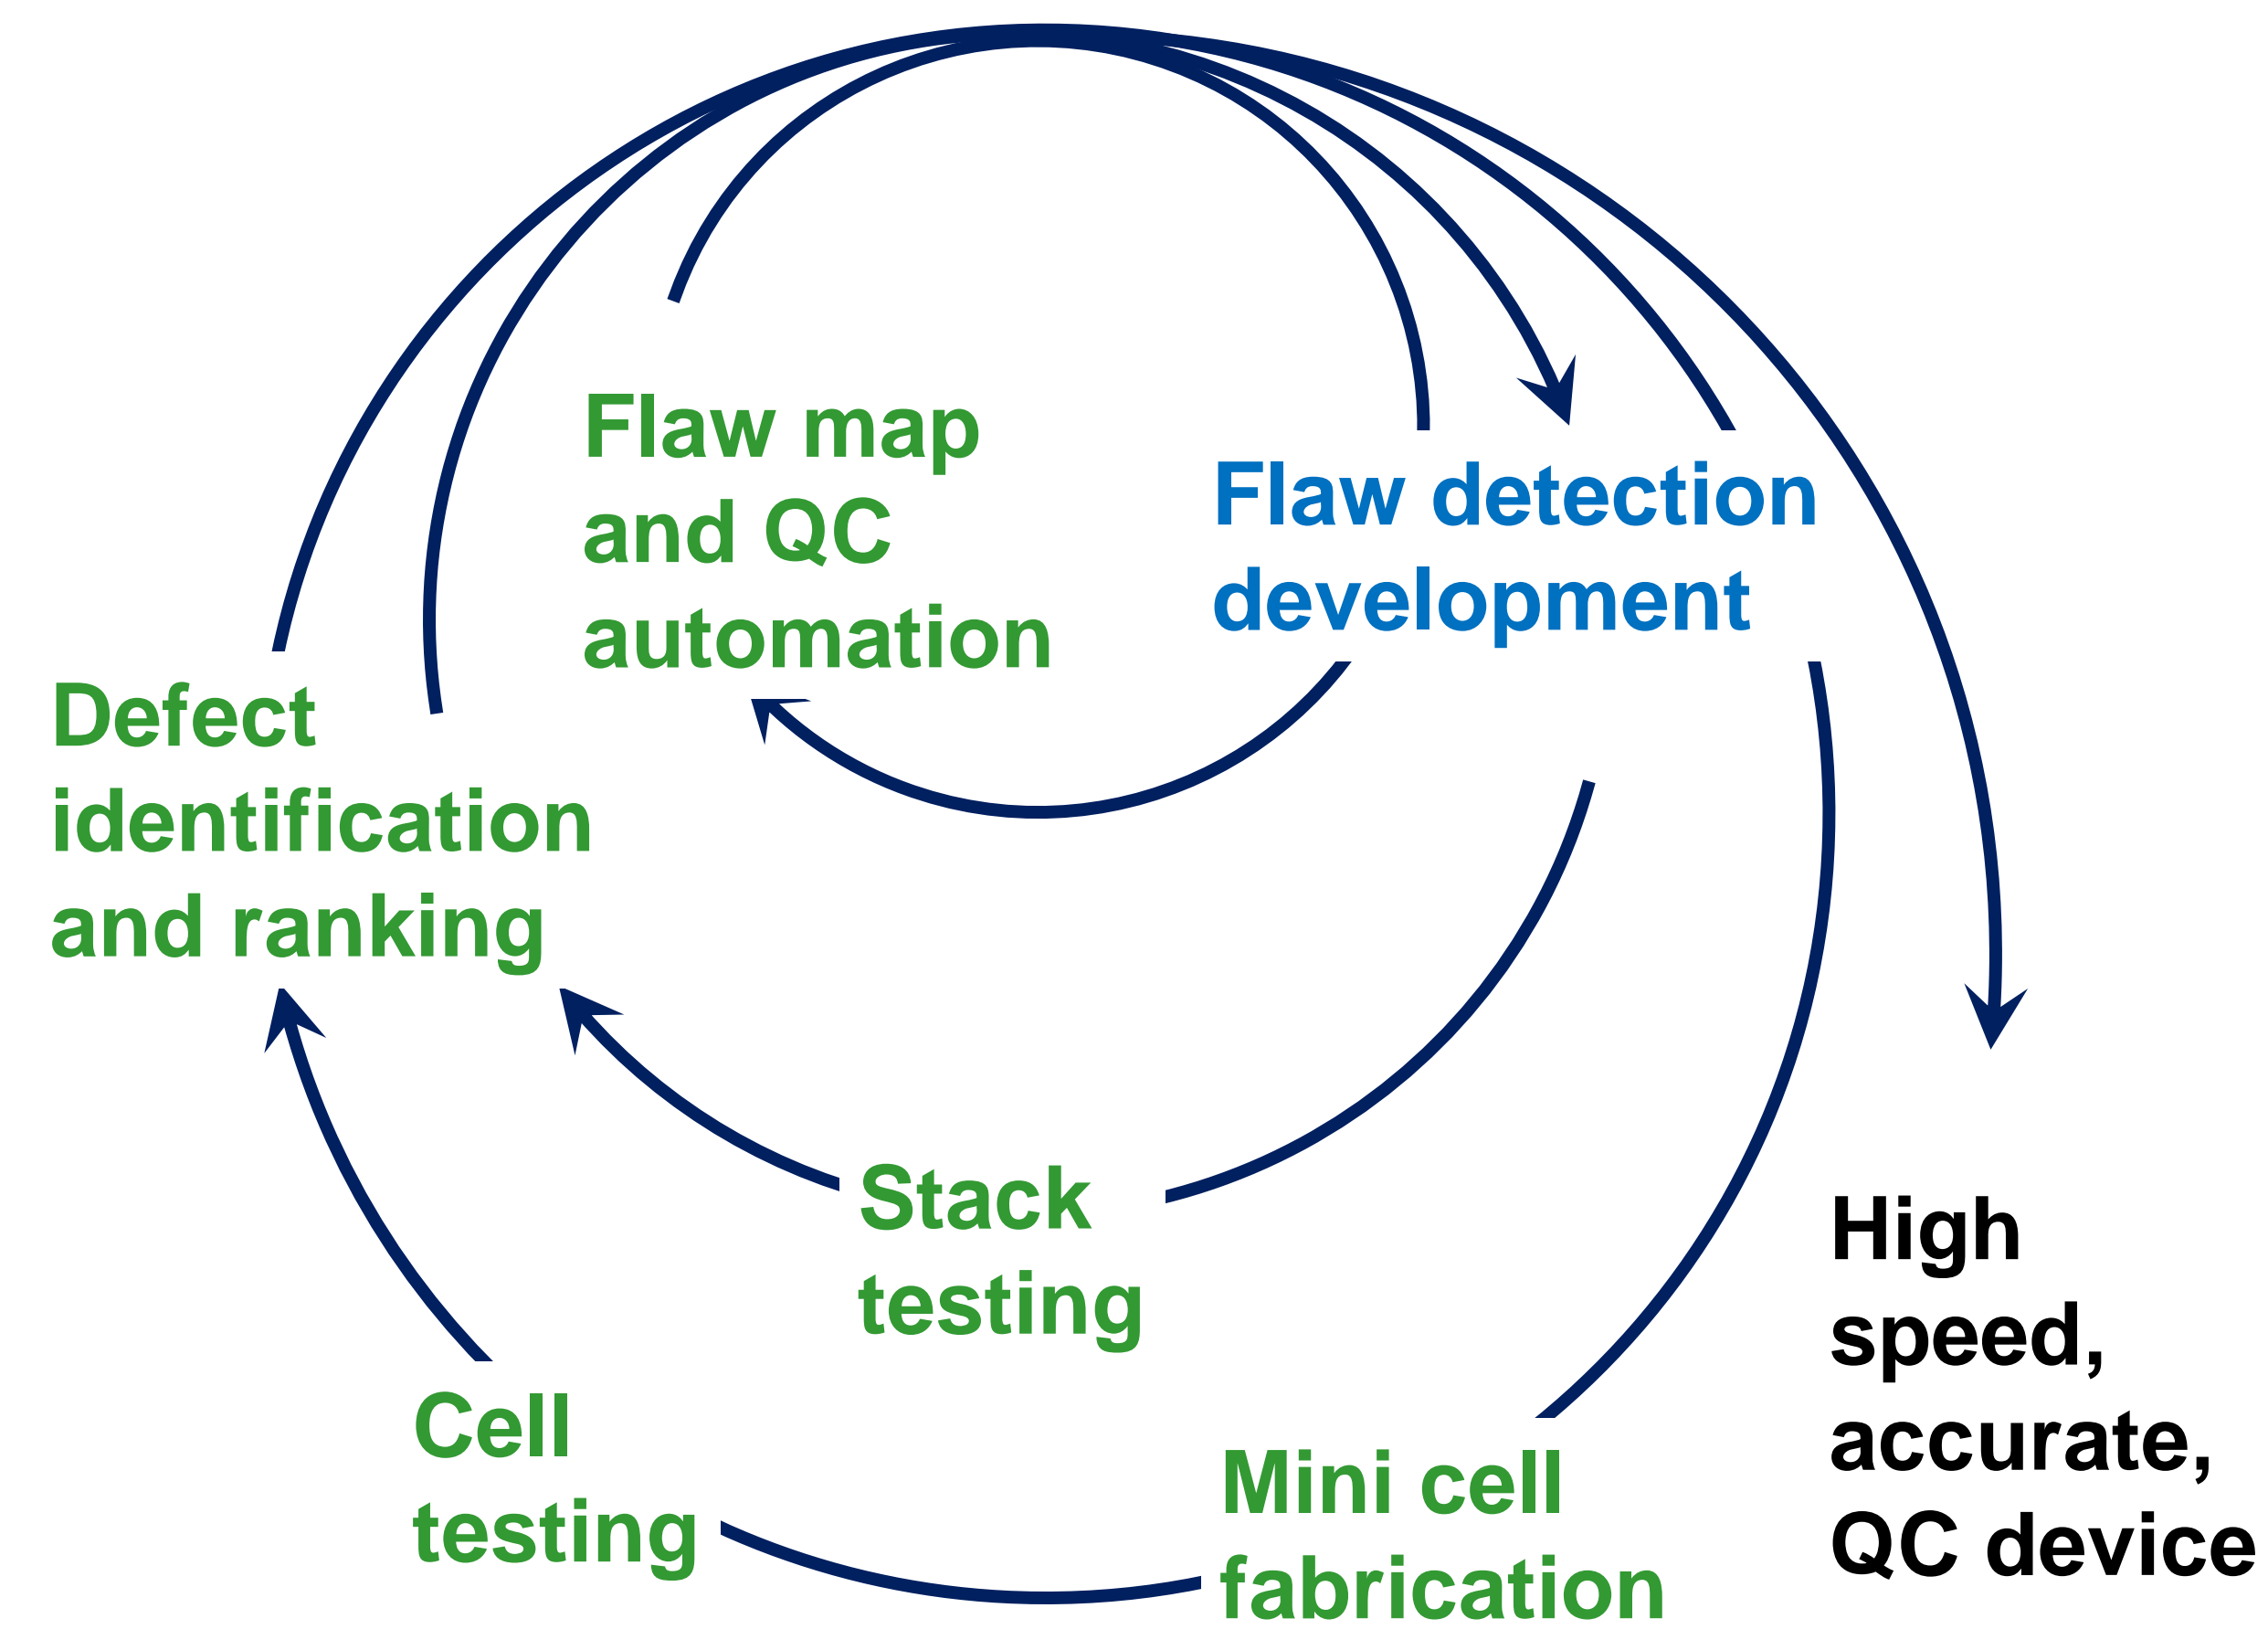 Flaw map
and QC
automation
Flaw detection
development
Defect
identification
and ranking
Stack
testing
High
speed,
accurate,
QC device
Cell
testing
Mini cell
fabrication